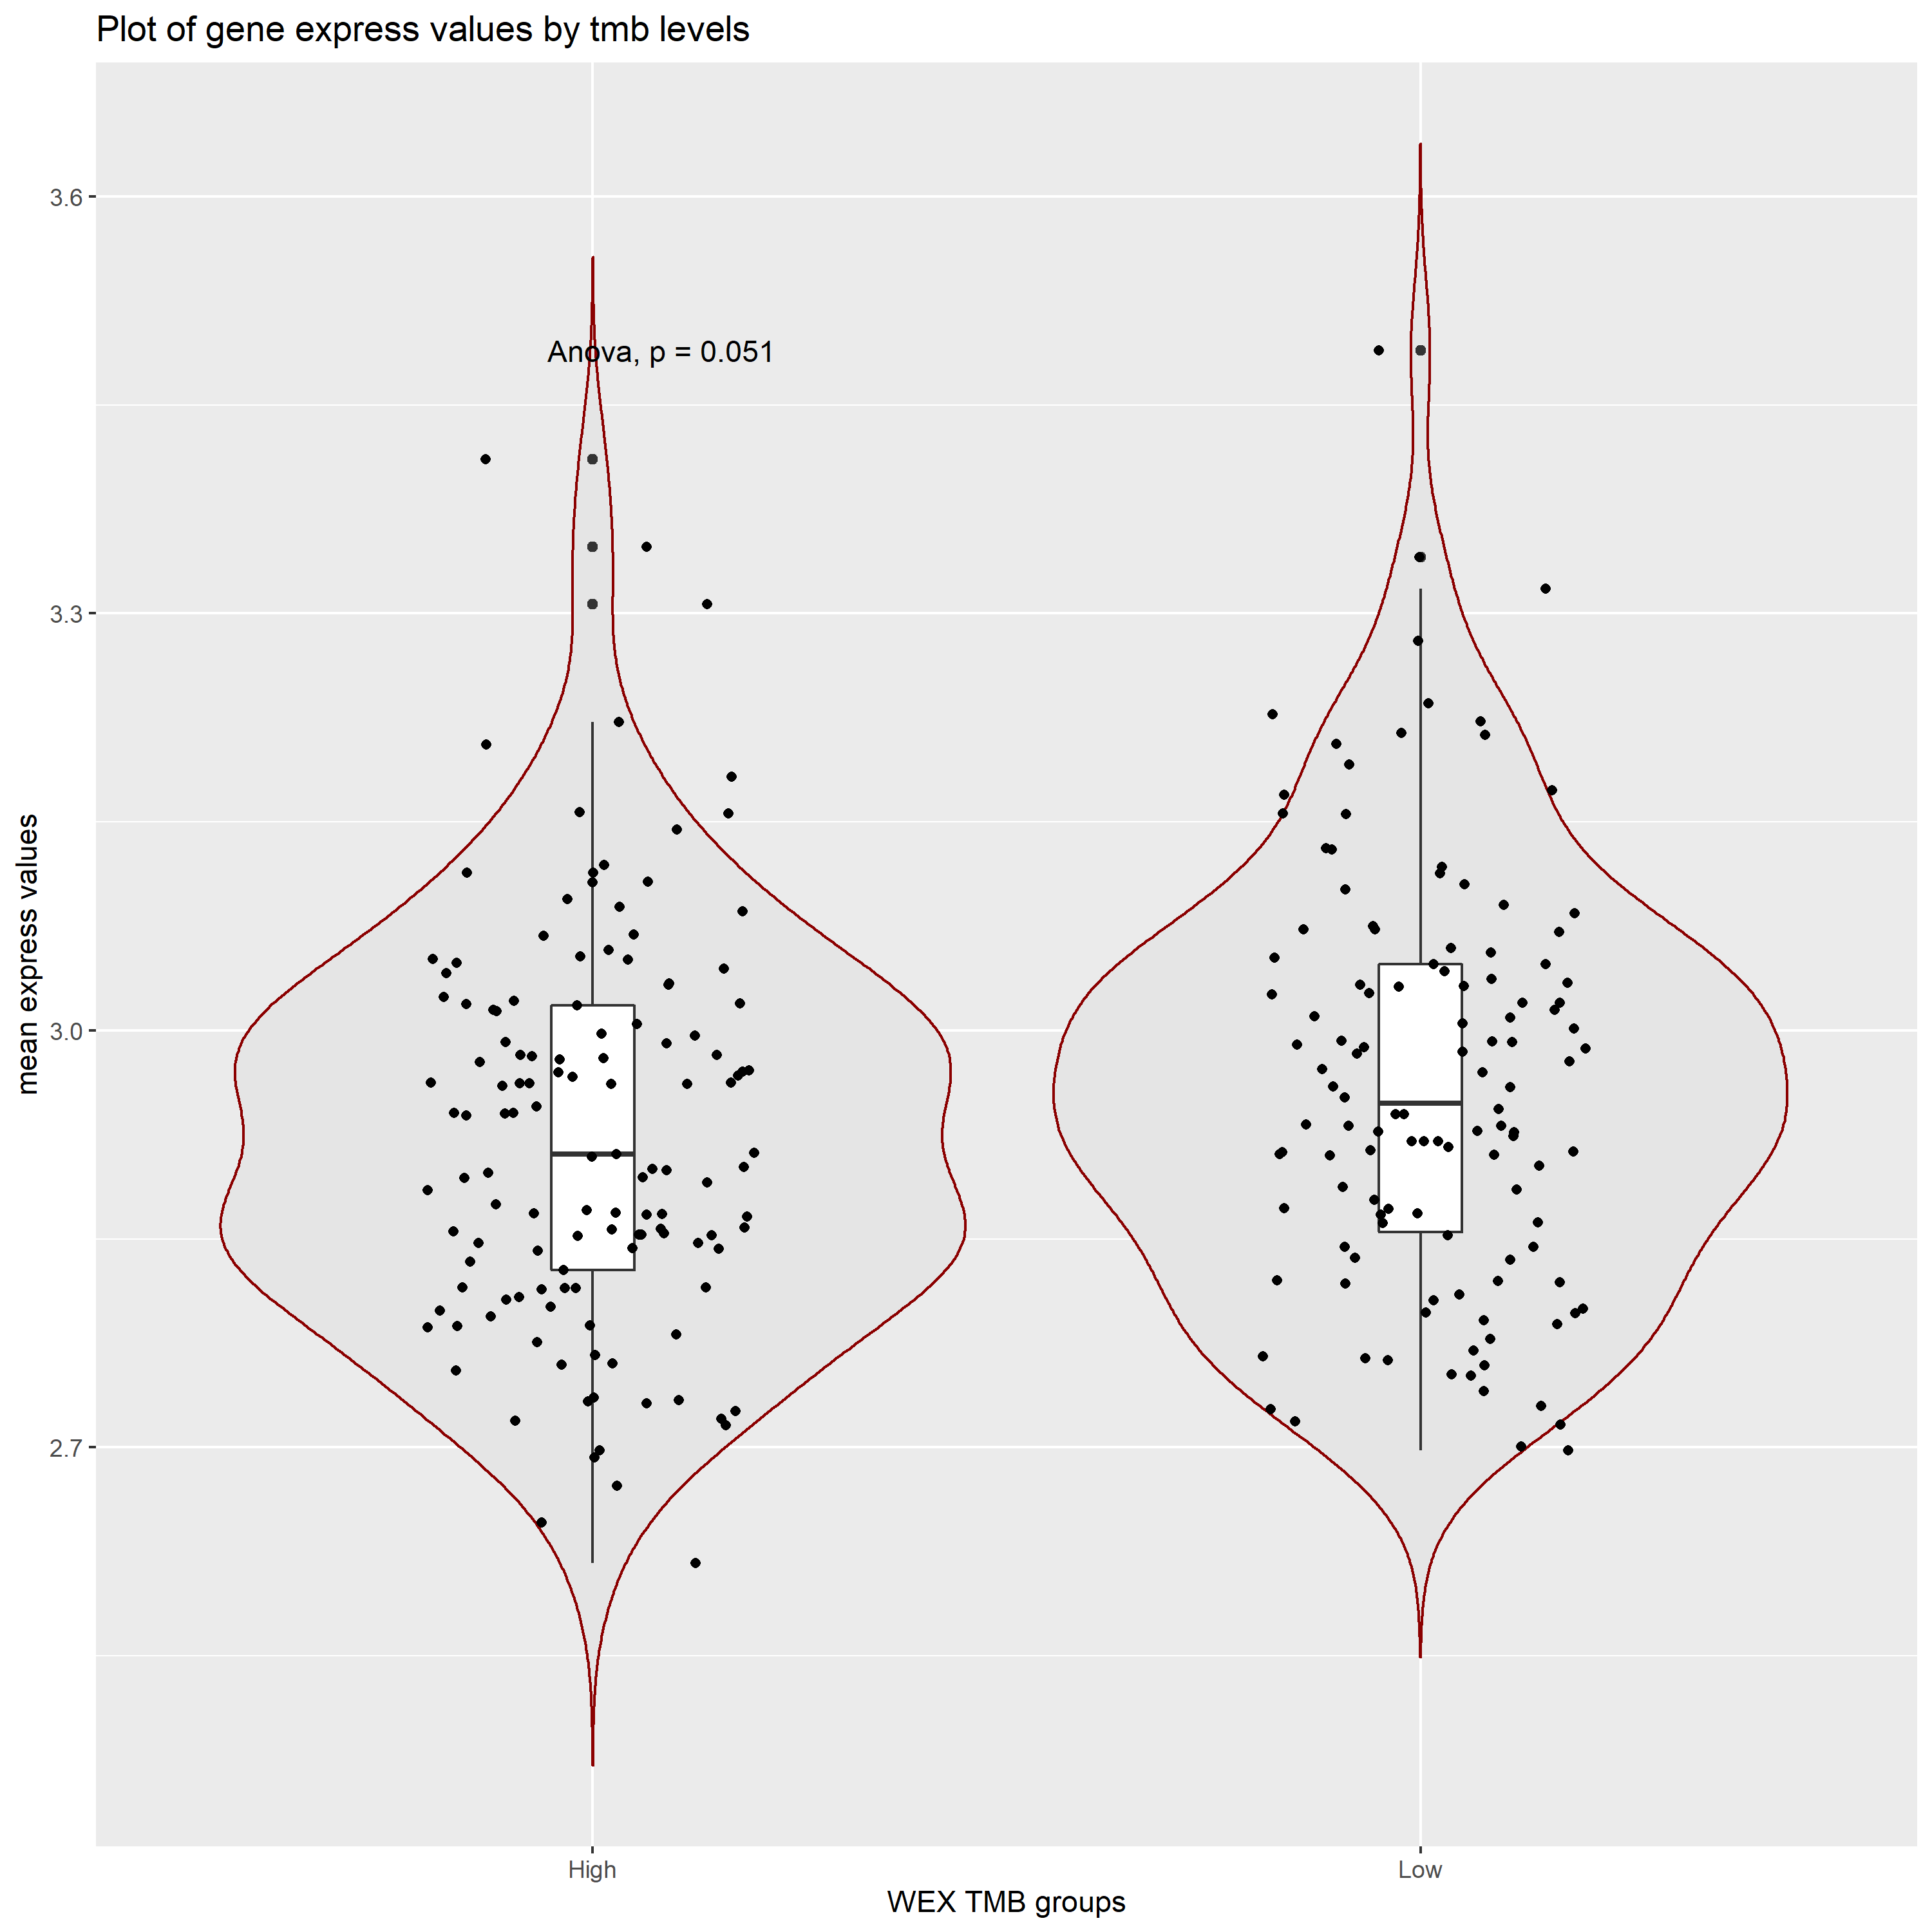 Plot of gene express values by tmb levels
Anova, p = 0.051
3.6
3.3
3.0
2.7
mean express values
High
Low
WEX TMB groups